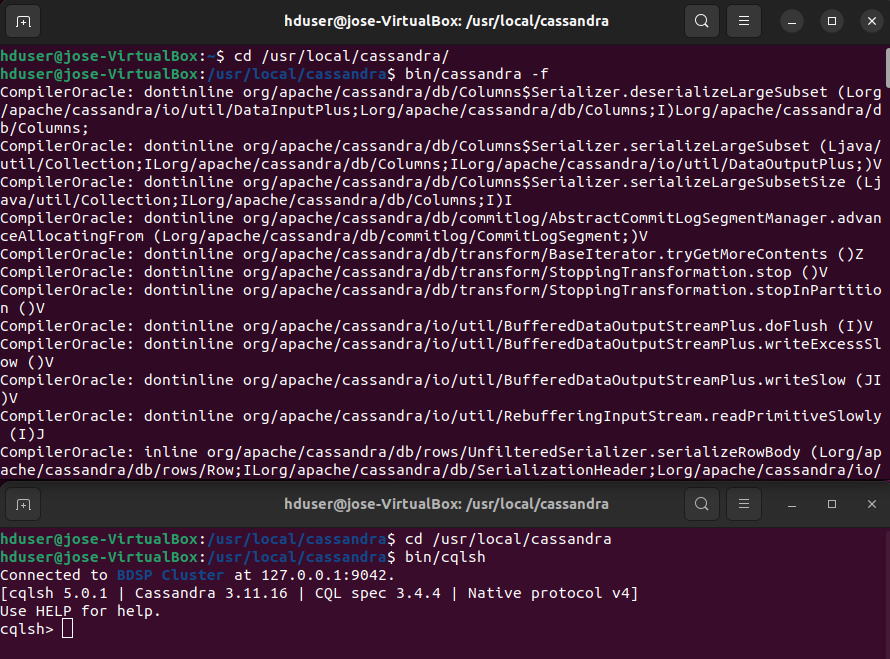 hduser@jose-VirtualBox: /usr/local/cassandra
hduser@jose-VirtualBox:~$ cd /usr/local/cassandra/
hduser@jose-VirtualBox:/usr/local/cassandra$ bin/cassandra -f
CompilerOracle: dontinline org/apache/cassandra/db/Columns$Serializer.deserializeLargeSubset (Lorg
/apache/cassandra/io/util/DataInputPlus;Lorg/apache/cassandra/db/Columns;I)Lorg/apache/cassandra/d
b/Columns;
CompilerOracle: dontinline org/apache/cassandra/db/Columns$Serializer.serializeLargeSubset (Ljava/
util/Collection;ILorg/apache/cassandra/db/Columns;ILorg/apache/cassandra/io/util/DataOutputPlus;)V
CompilerOracle: dontinline org/apache/cassandra/db/Columns$Serializer.serializeLargeSubsetSize (Lj
ava/util/Collection;ILorg/apache/cassandra/db/Columns;I)I
CompilerOracle: dontinline org/apache/cassandra/db/commitlog/AbstractCommitLogSegmentManager.advan
ceAllocatingFrom (Lorg/apache/cassandra/db/commitlog/CommitLogSegment;)V
CompilerOracle: dontinline org/apache/cassandra/db/transform/BaseIterator.tryGetMoreContents ()Z
CompilerOracle: dontinline org/apache/cassandra/db/transform/StoppingTransformation.stop ()V
CompilerOracle: dontinline org/apache/cassandra/db/transform/StoppingTransformation.stopInPartitio
n ()V
CompilerOracle: dontinline org/apache/cassandra/io/util/BufferedDataOutputStreamPlus.doFlush (I)V
CompilerOracle: dontinline org/apache/cassandra/io/util/BufferedDataOutputStreamPlus.writeExcessSl
ow ()V
CompilerOracle: dontinline org/apache/cassandra/io/util/BufferedDataOutputStreamPlus.writeSlow (JI
)V
CompilerOracle: dontinline org/apache/cassandra/io/util/RebufferingInputStream.readPrimitiveSlowly
 (I)J
CompilerOracle: inline org/apache/cassandra/db/rows/UnfilteredSerializer.serializeRowBody (Lorg/ap
ache/cassandra/db/rows/Row;ILorg/apache/cassandra/db/SerializationHeader;Lorg/apache/cassandra/io/
hduser@jose-VirtualBox: /usr/local/cassandra
hduser@jose-VirtualBox:/usr/local/cassandra$ cd /usr/local/cassandra
hduser@jose-VirtualBox:/usr/local/cassandra$ bin/cqlsh
Connected to BDSP Cluster at 127.0.0.1:9042.
[cqlsh 5.0.1 | Cassandra 3.11.16 | CQL spec 3.4.4 | Native protocol v4]
Use HELP for help.
cqlsh>